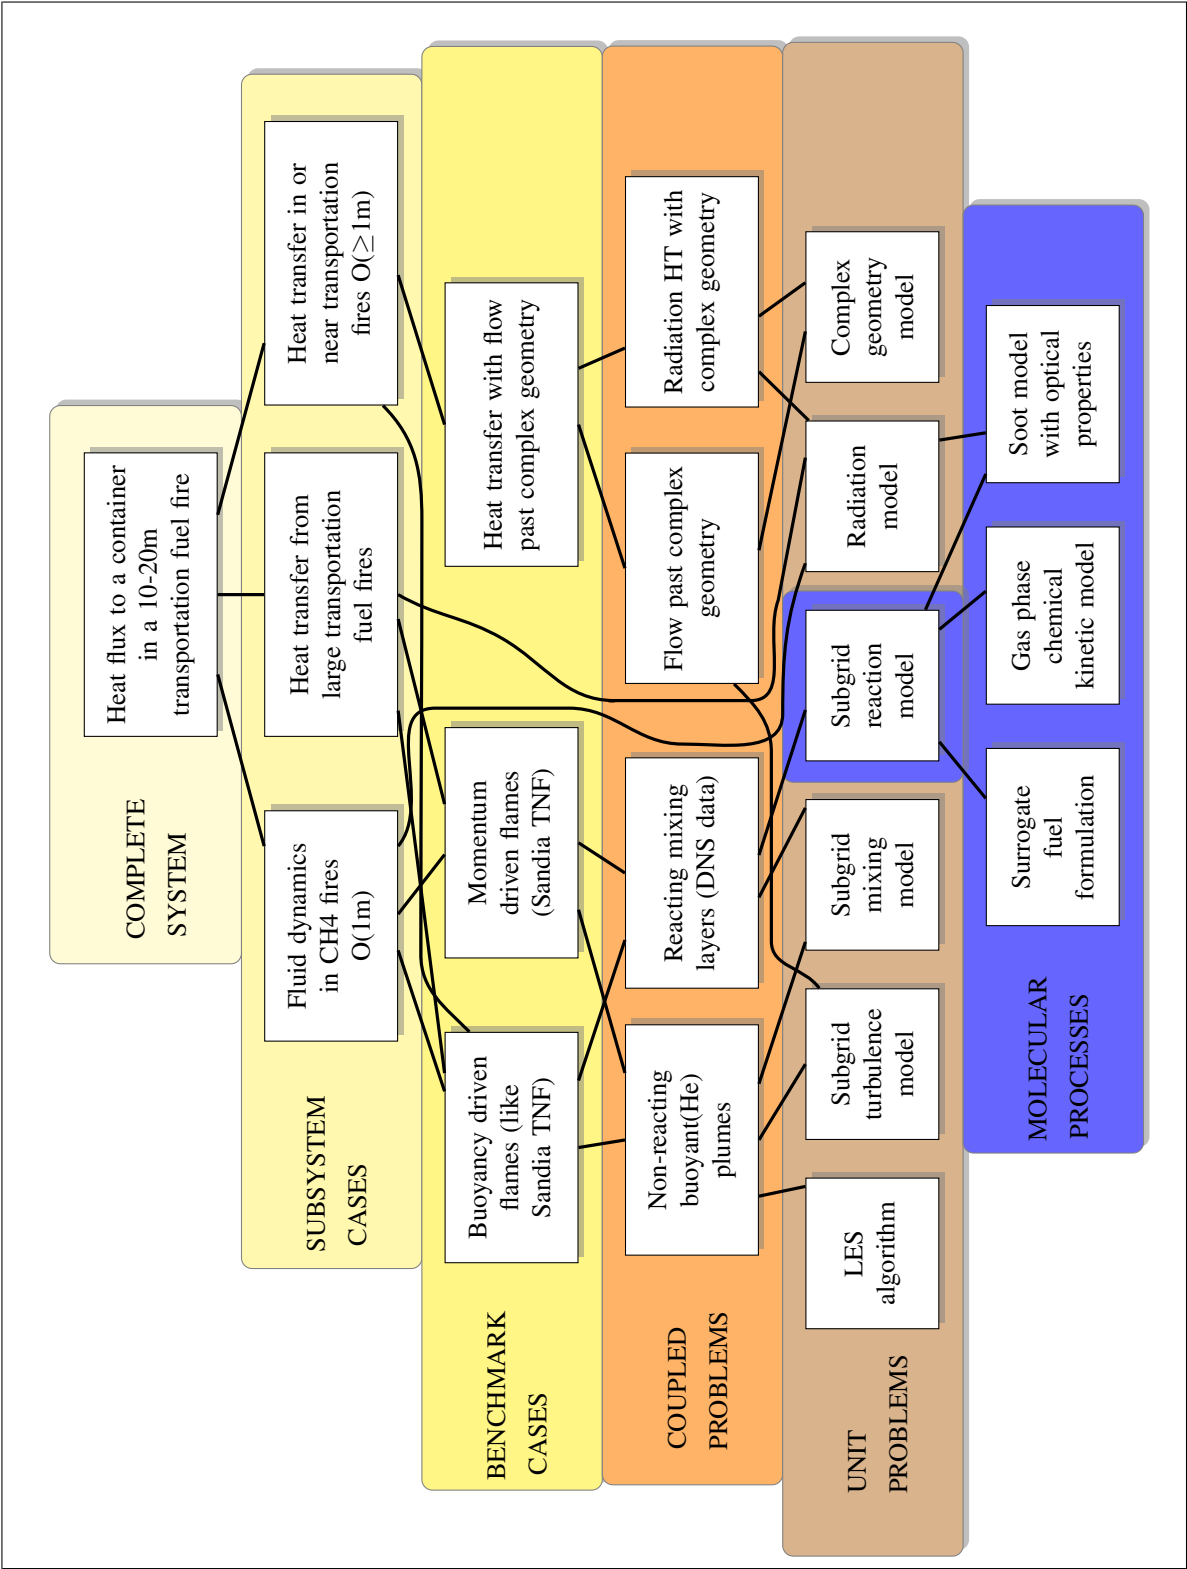 COMPLETE
SYSTEM
Heat flux to a container
in a 10-20m
transportation fuel fire
SUBSYSTEM
CASES
Fluid dynamics
in CH4 fires
O(1m)
Heat transfer from
large transportation
fuel fires
Heat transfer in or
near transportation
fires O(≥1m)
BENCHMARK
CASES
Buoyancy driven
flames (like
Sandia TNF)
Momentum
driven flames
(Sandia TNF)
Heat transfer with flow
past complex geometry
COUPLED
PROBLEMS
Non-reacting
buoyant(He)
plumes
Reacting mixing
layers (DNS data)
Flow past complex
geometry
Radiation HT with
complex geometry
UNIT
PROBLEMS
LES
algorithm
Subgrid
turbulence
model
Subgrid
mixing
model
Subgrid
reaction
model
Radiation
model
Complex
geometry
model
MOLECULAR
PROCESSES
Surrogate
fuel
formulation
Gas phase
chemical
kinetic model
Soot model
with optical
properties